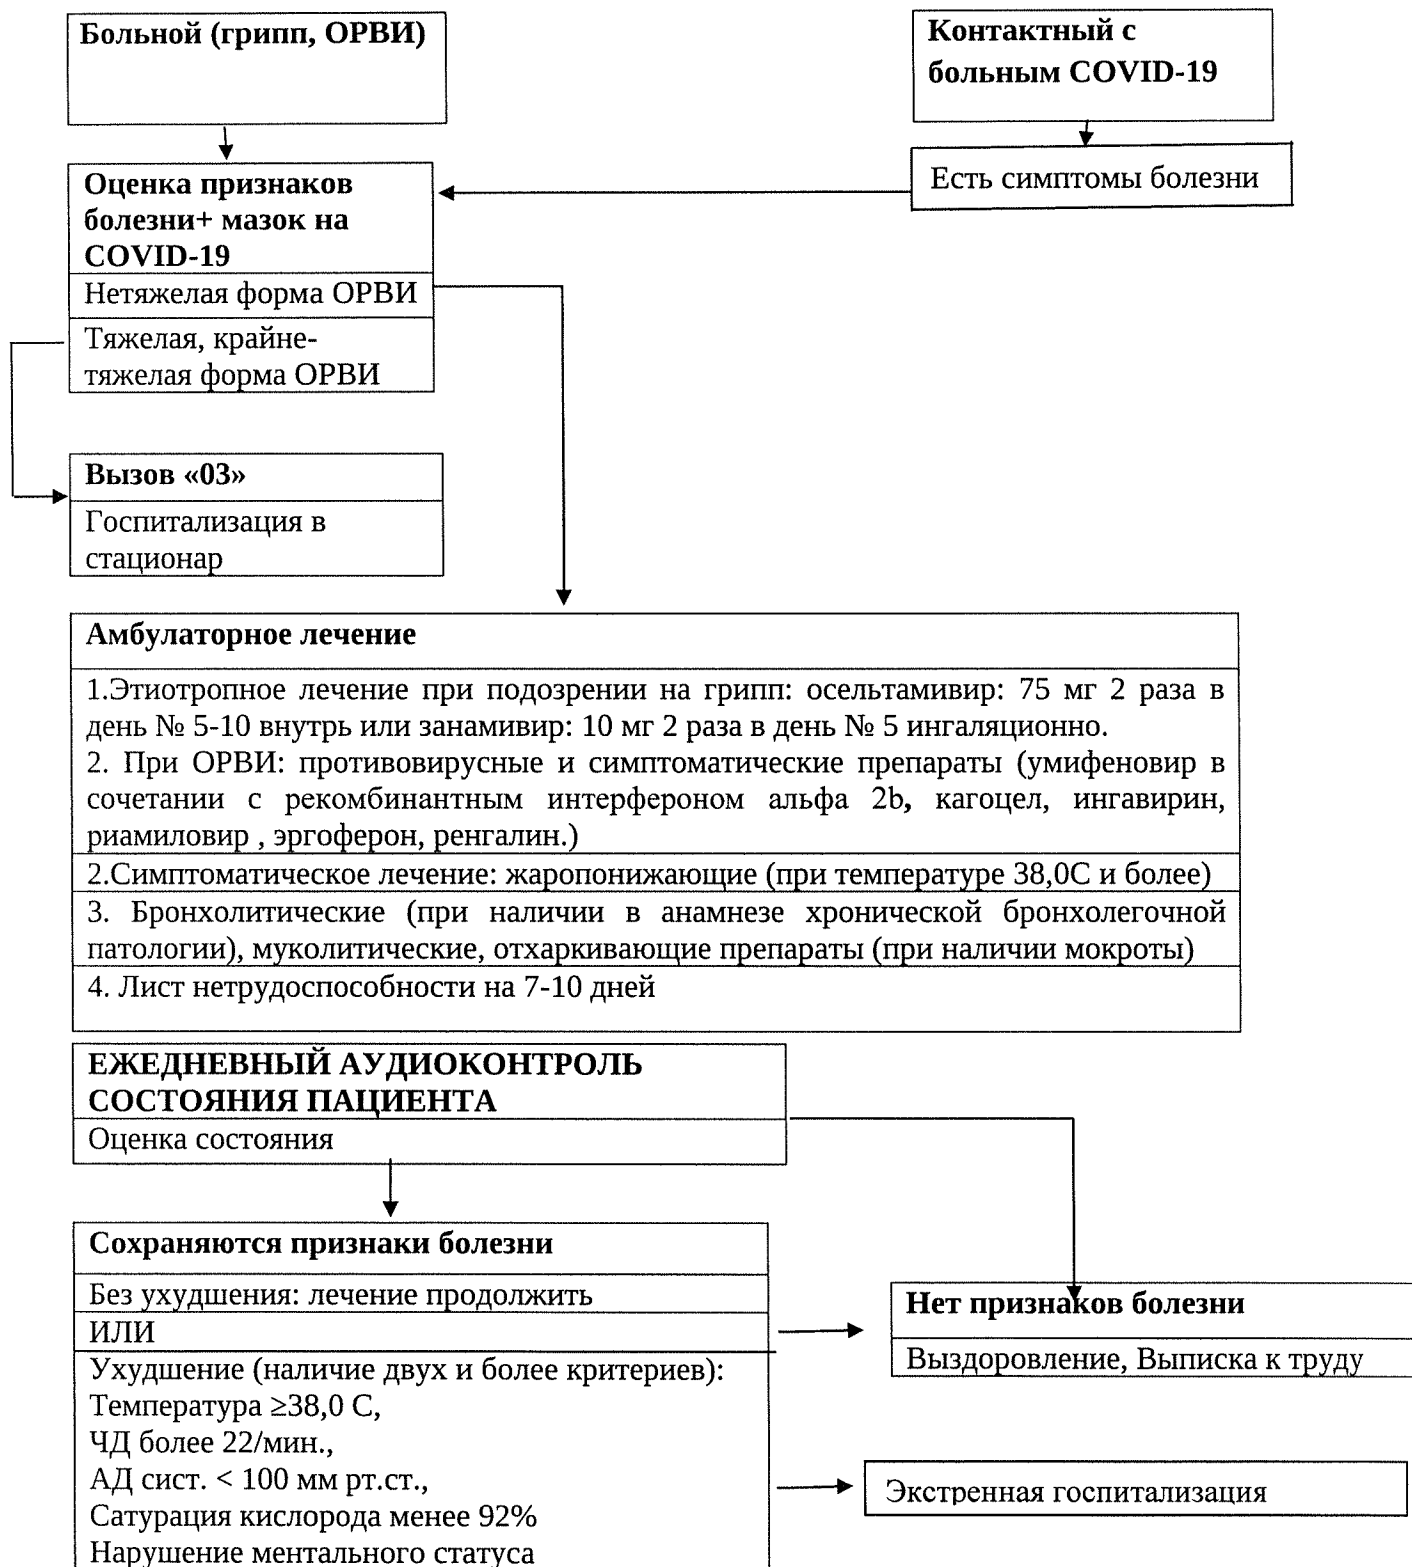 Больной (грипп, ОРВИ)
Контактный с
больным COVID-19
Есть симптомы болезни
Оценка признаков
болезни+ мазок на
COVID-19
Нетяжелая форма ОРВИ
Тяжелая, крайне-
тяжелая форма ОРВИ
Вызов «03»
Госпитализация в
стационар
Амбулаторное лечение
1.Этиотропное лечение при подозрении на грипп: осельтамивир: 75 мг 2 раза в
день № 5-10 внутрь или занамивир: 10 мг 2 раза в день № 5 ингаляционно.
2. При ОРВИ: противовирусные и симптоматические препараты (умифеновир в
сочетании с рекомбинантным интерфероном альфа 2b, кагоцел, ингавирин,
риамиловир , эргоферон, ренгалин.)
2.Симптоматическое лечение: жаропонижающие (при температуре 38,0С и более)
3. Бронхолитические (при наличии в анамнезе хронической бронхолегочной
патологии), муколитические, отхаркивающие препараты (при наличии мокроты)
4. Лист нетрудоспособности на 7-10 дней
ЕЖЕДНЕВНЫЙ АУДИОКОНТРОЛЬ
СОСТОЯНИЯ ПАЦИЕНТА
Оценка состояния
Сохраняются признаки болезни
Без ухудшения: лечение продолжить
ИЛИ
Ухудшение (наличие двух и более критериев):
Температура ≥38,0 С,
ЧД более 22/мин.,
АД сист. < 100 мм рт.ст.,
Сатурация кислорода менее 92%
Нарушение ментального статуса
Нет признаков болезни
Выздоровление, Выписка к труду
Экстренная госпитализация